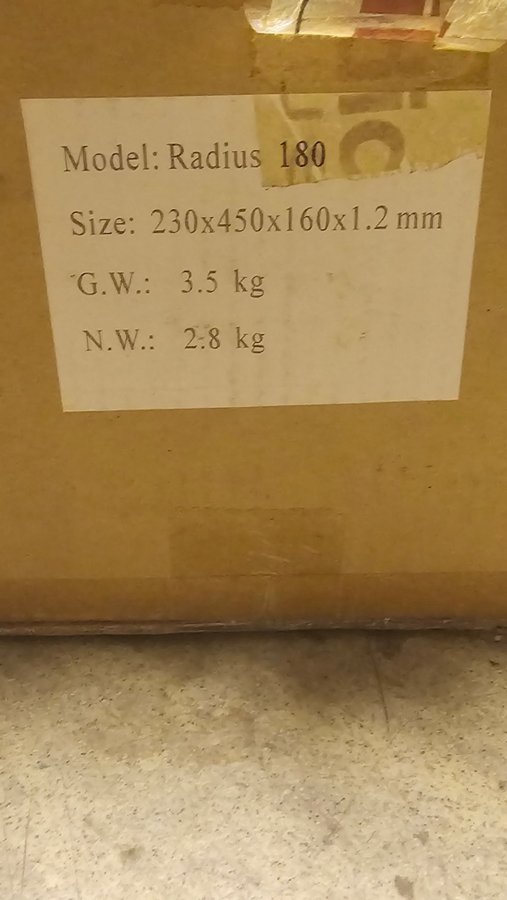 Model: Radius 180
Size: 230x450x160x1.2 mm
G.W.: 3.5 kg
N.W.: 2.8 kg